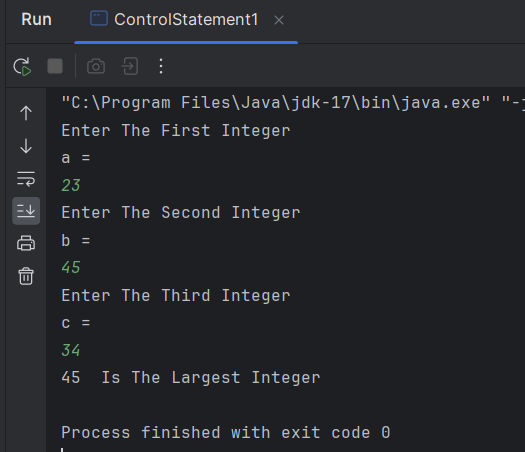 Run ControlStatement1
"C:\Program Files\Java\jdk-17\bin\java.exe" "-j
Enter The First Integer
a =
23
Enter The Second Integer
b =
45
Enter The Third Integer
c =
34
45  Is The Largest Integer
Process finished with exit code 0